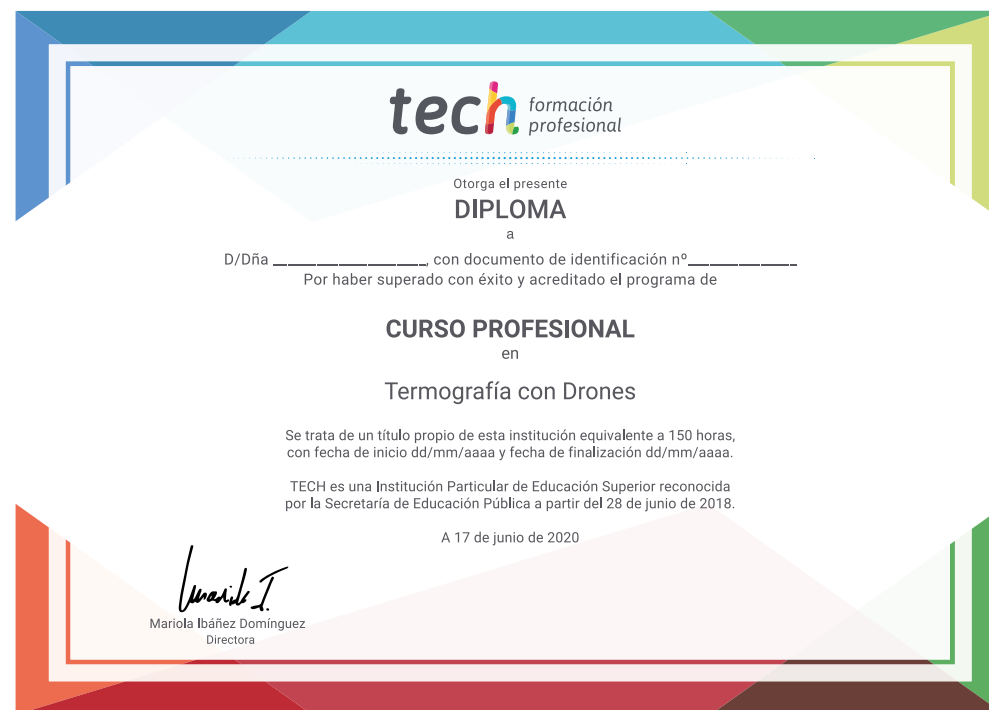 tech formación
profesional
Otorga el presente
DIPLOMA
a
D/Dña ____________________, con documento de identificación nº______________
Por haber superado con éxito y acreditado el programa de
CURSO PROFESIONAL
en
Termografía con Drones
Se trata de un título propio de esta institución equivalente a 150 horas,
con fecha de inicio dd/mm/aaaa y fecha de finalización dd/mm/aaaa.
TECH es una Institución Particular de Educación Superior reconocida
por la Secretaría de Educación Pública a partir del 28 de junio de 2018.
A 17 de junio de 2020
Mariola Ibáñez Domínguez
Directora